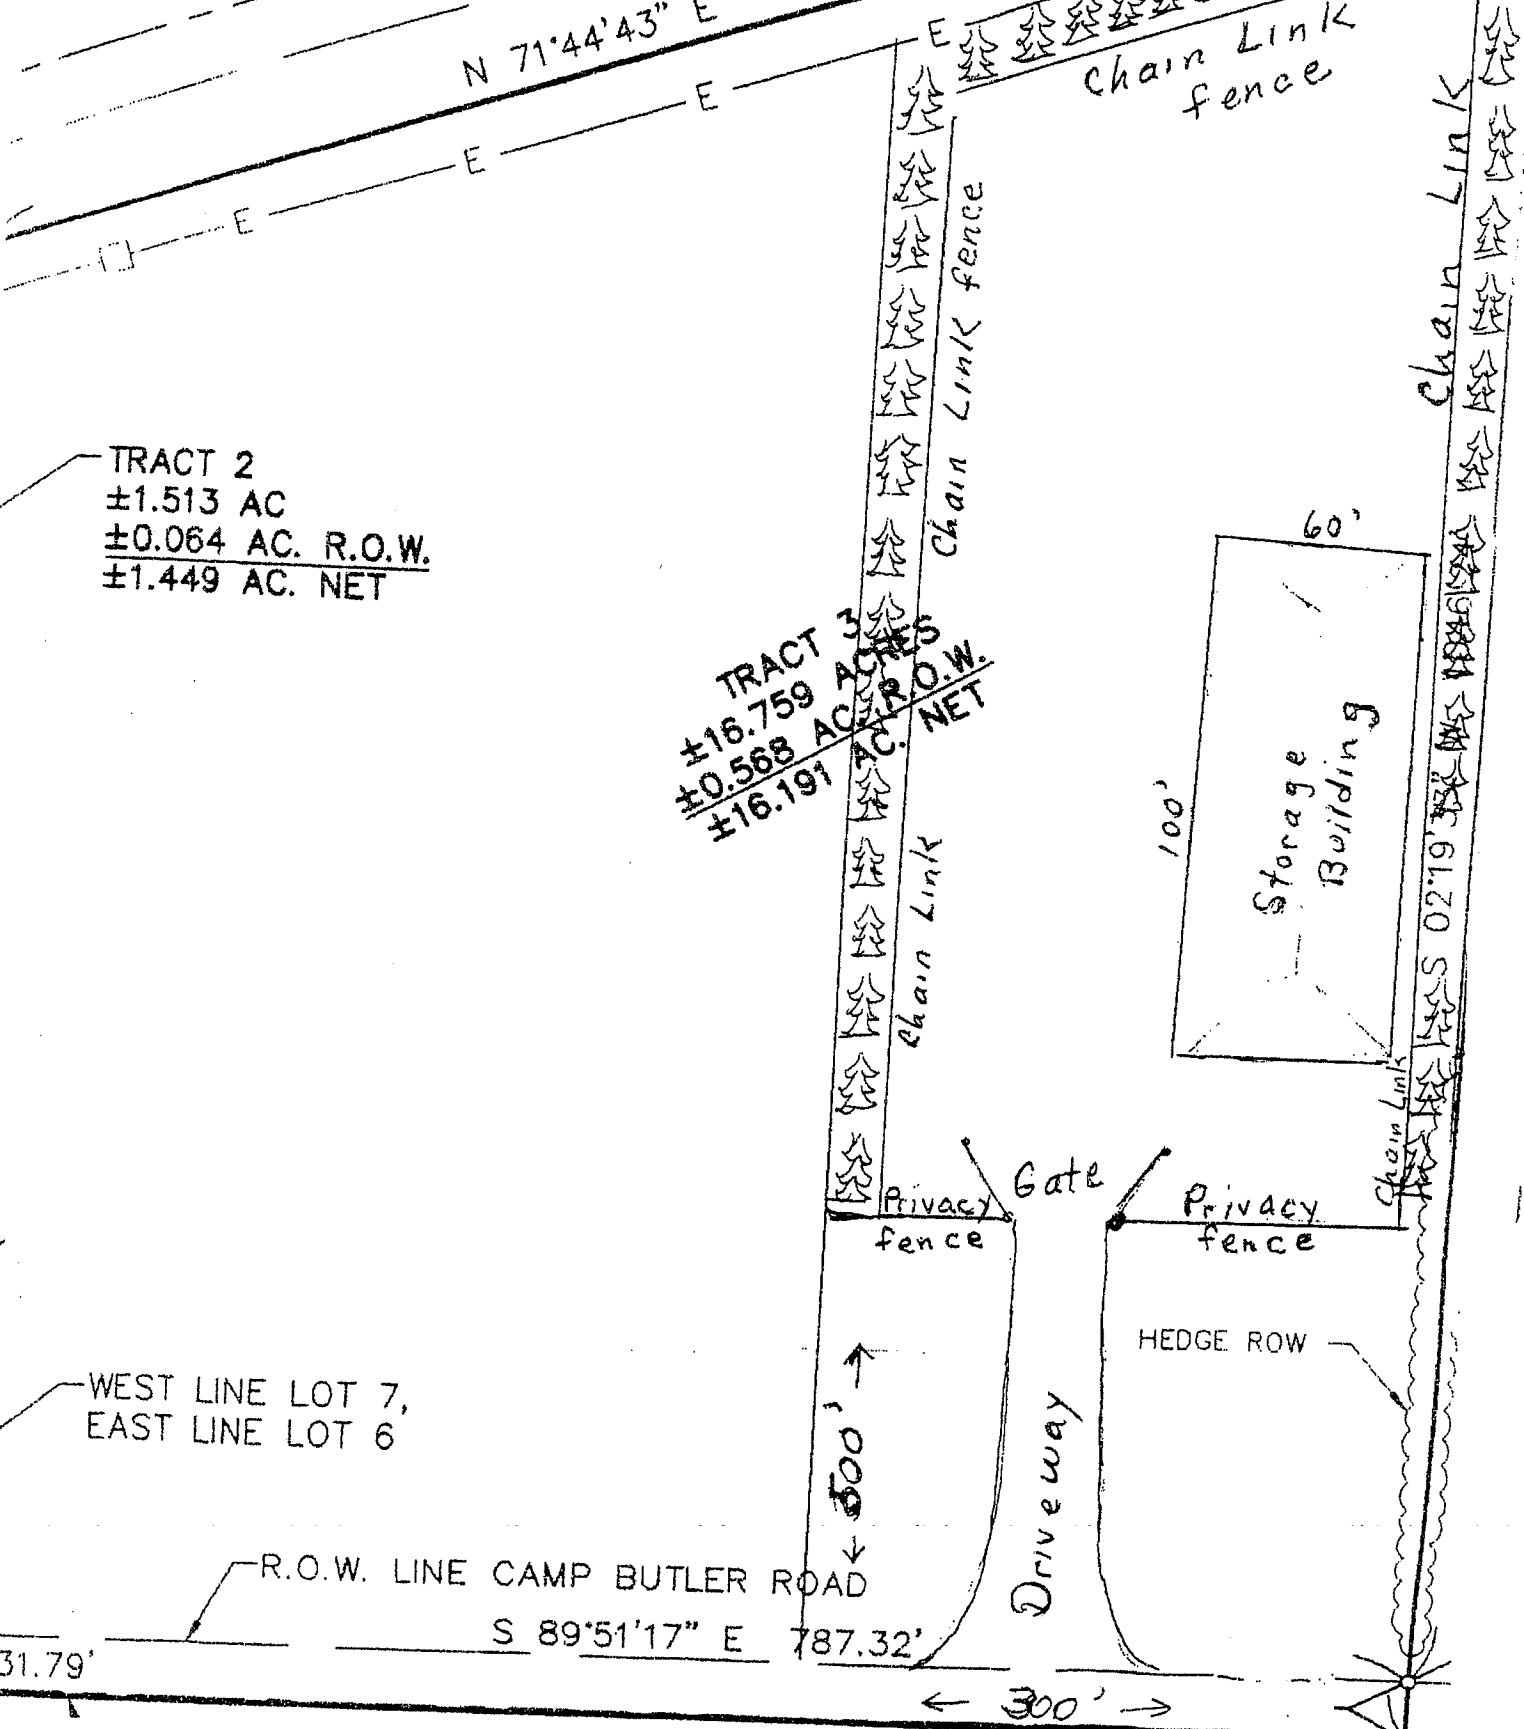 N 71°44'43" E
E
E
E
E
Chain Link
fence
Chain Link fence
Chain Link
TRACT 2
±1.513 AC
±0.064 AC. R.O.W.
±1.449 AC. NET
60'
TRACT 3
±16.759 ACRES
±0.568 AC. R.O.W.
±16.191 AC. NET
100'
Storage
Building
Chain Link
S 02°19'
Chain Link
Gate
Privacy
fence
Privacy
fence
HEDGE ROW
WEST LINE LOT 7,
EAST LINE LOT 6
500'
Driveway
R.O.W. LINE CAMP BUTLER ROAD
S 89°51'17" E 787.32'
31.79'
300'